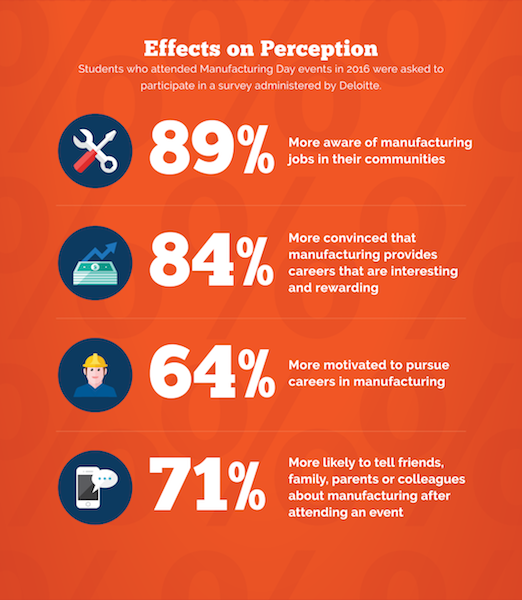 Effects on Perception
Students who attended Manufacturing Day events in 2016 were asked to
participate in a survey administered by Deloitte.
89%
More aware of manufacturing
jobs in their communities
84%
More convinced that
manufacturing provides
careers that are interesting
and rewarding
64%
More motivated to pursue
careers in manufacturing
71%
More likely to tell friends,
family, parents or colleagues
about manufacturing after
attending an event